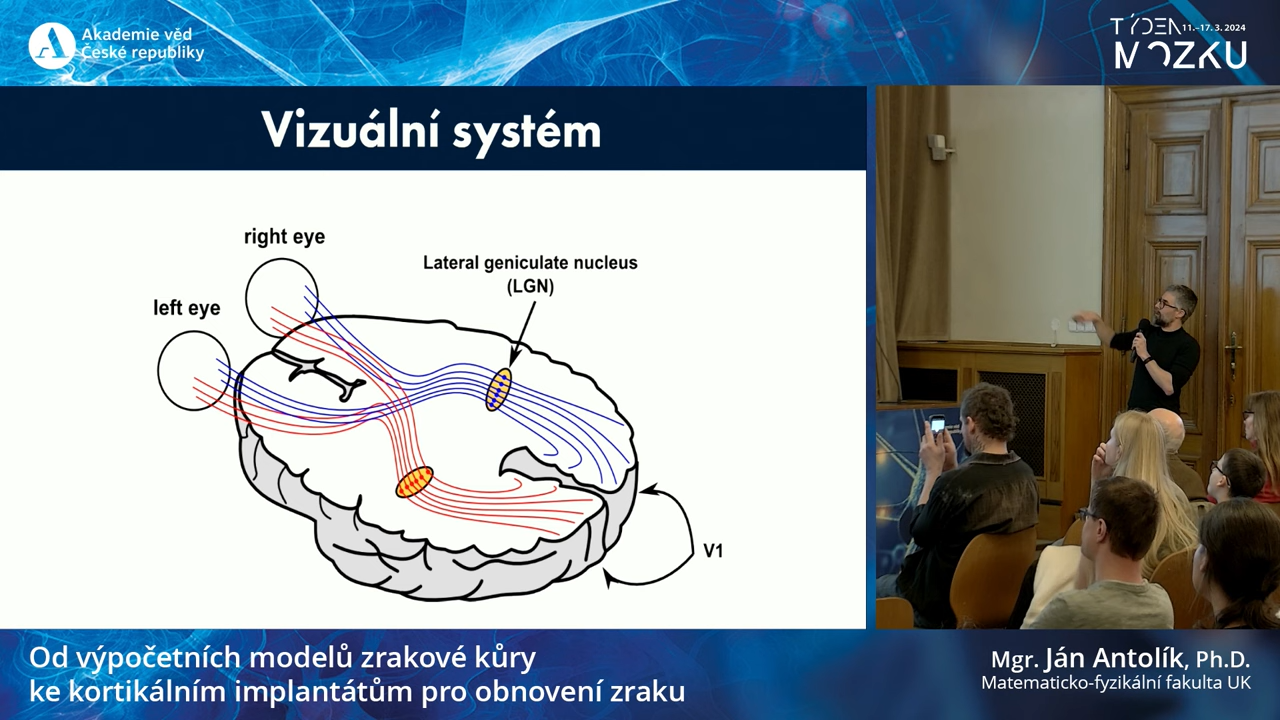 Akademie věd
České republiky
TÝDEN 11.–17. 3. 2024
MOZKU
Vizuální systém
right eye
Lateral geniculate nucleus
(LGN)
left eye
V1
Od výpočetních modelů zrakové kůry
ke kortikálním implantátům pro obnovení zraku
Mgr. Ján Antolík, Ph.D.
Matematicko-fyzikální fakulta UK